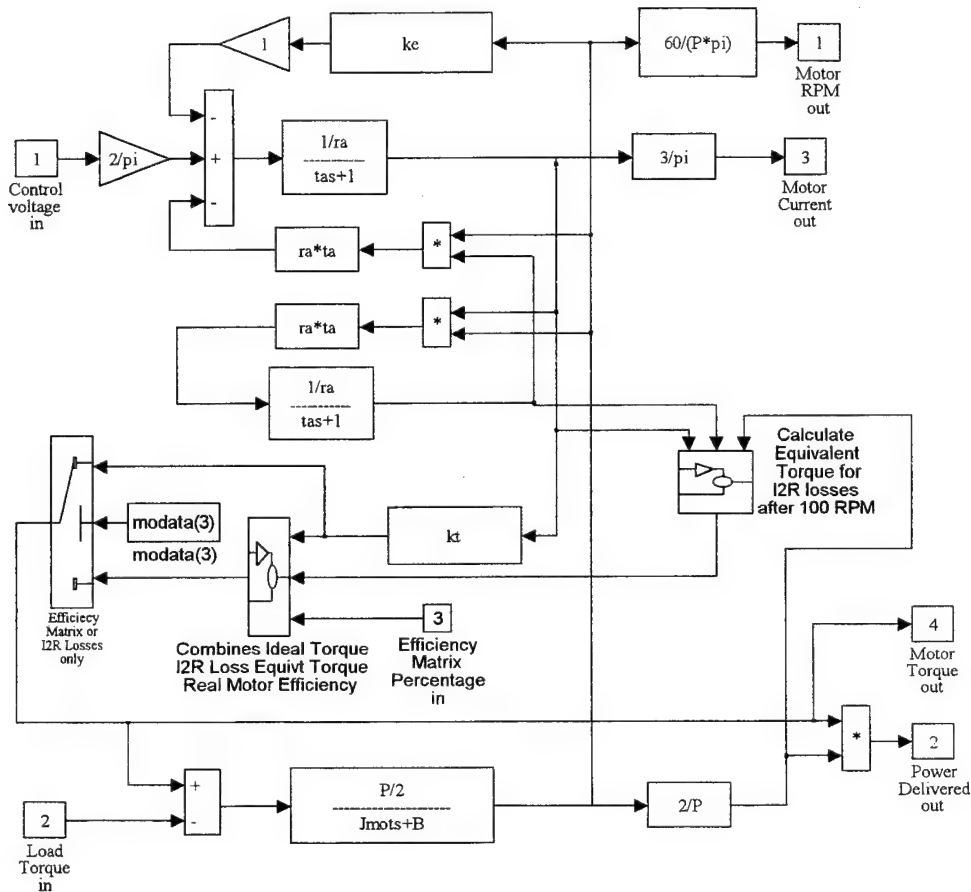 1
ke
60/(P*pi)
1
Motor
RPM
out
1
Control
voltage
in
2/pi
-
+
-
1/ra
tas+1
3/pi
3
Motor
Current
out
ra*ta
*
ra*ta
*
1/ra
tas+1
Calculate
Equivalent
Torque for
I2R losses
after 100 RPM
modata(3)
modata(3)
kt
Efficiecy
Matrix or
I2R Losses
only
Combines Ideal Torque
I2R Loss Equivt Torque
Real Motor Efficiency
3
Efficiency
Matrix
Percentage
in
4
Motor
Torque
out
*
2
Power
Delivered
out
+
-
P/2
Jmots+B
2/P
2
Load
Torque
in